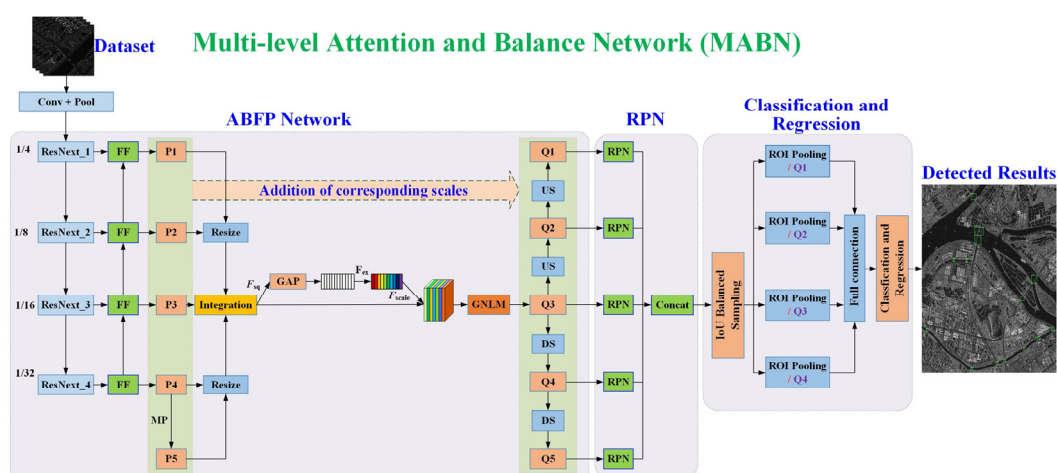 Dataset
Multi-level Attention and Balance Network (MABN)
Conv + Pool
ABFP Network
RPN
Classification and
Regression
Detected Results
1/4
ResNext_1
FF
P1
Q1
RPN
ROI Pooling
/ Q1
Addition of corresponding scales
US
1/8
ResNext_2
FF
P2
Resize
Q2
RPN
ROI Pooling
/ Q2
US
1/16
ResNext_3
FF
P3
Integration
Fsq
GAP
Fex
Fscale
GNLM
Q3
RPN
Concat
IoU Balanced
Sampling
ROI Pooling
/ Q3
Full connection
Classfication and
Regression
DS
1/32
ResNext_4
FF
P4
Resize
Q4
RPN
ROI Pooling
/ Q4
MP
DS
P5
Q5
RPN